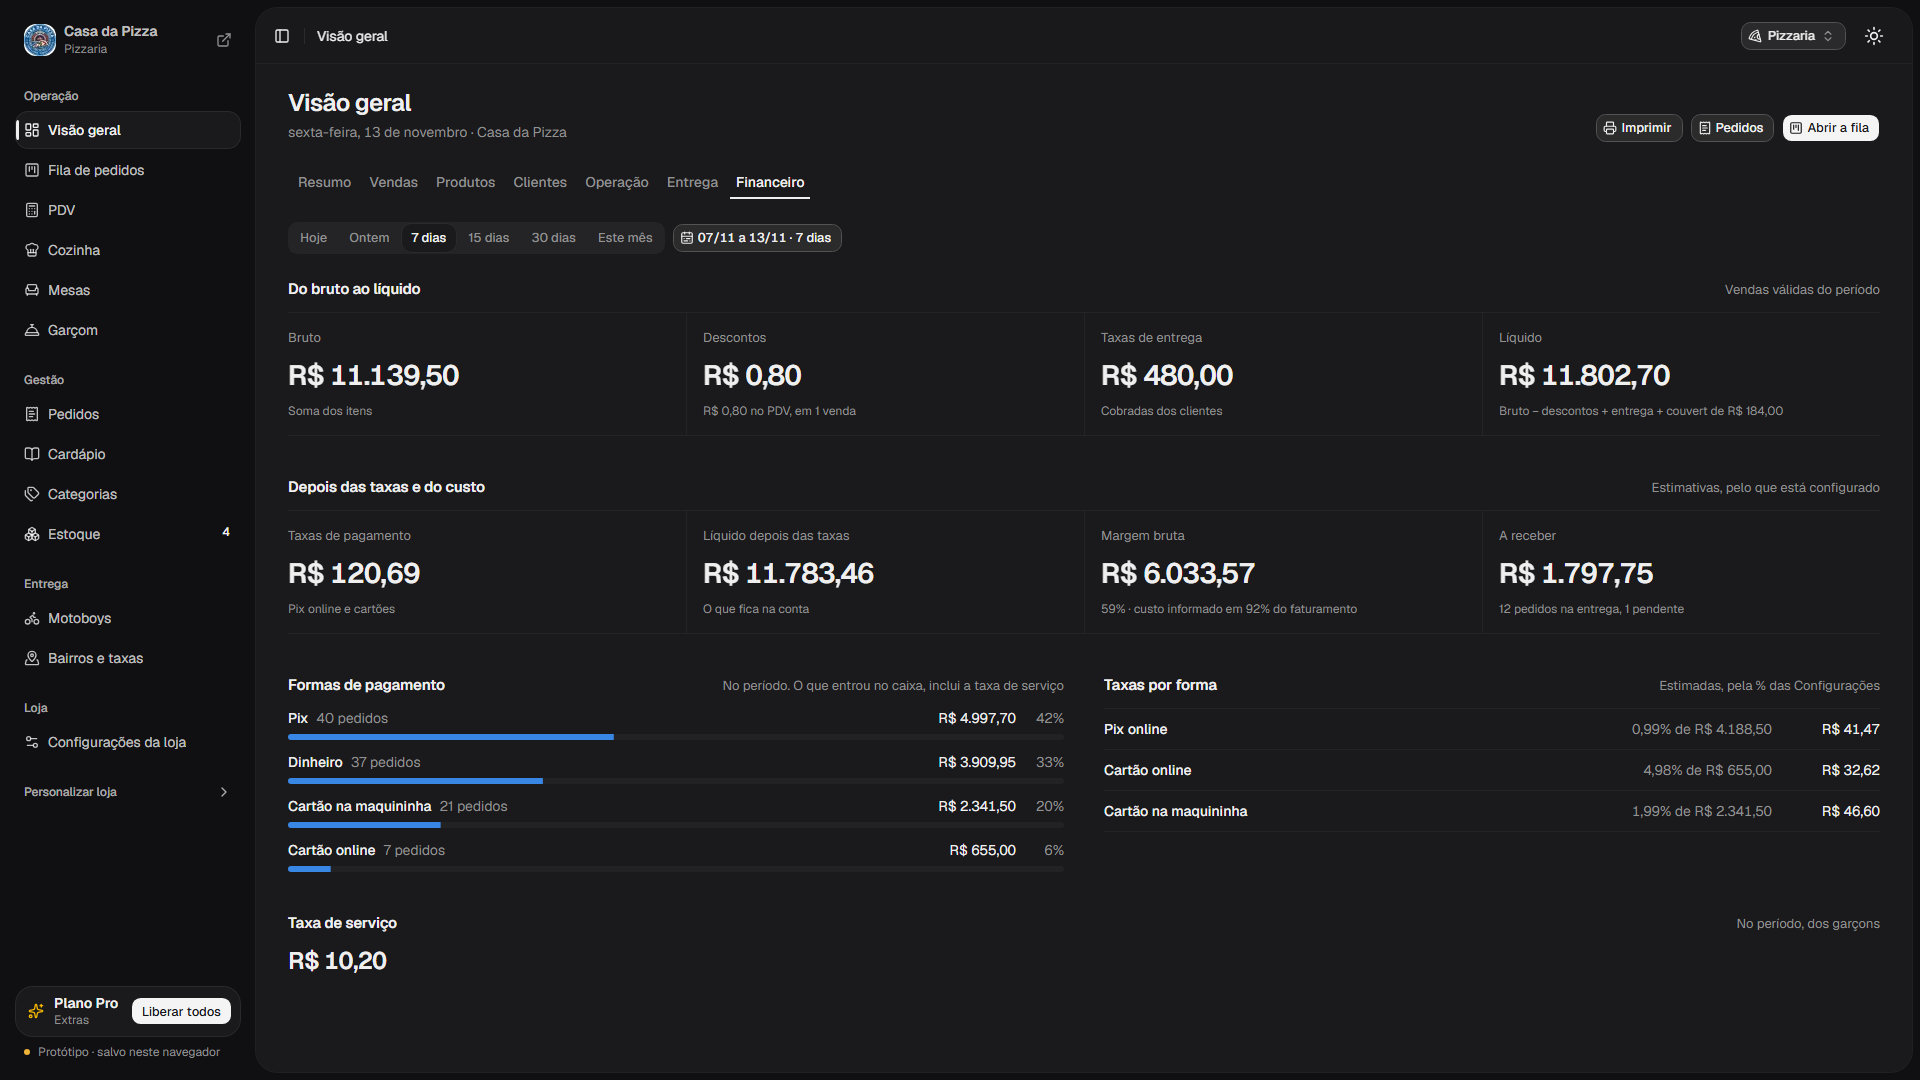 Casa da Pizza
Pizzaria
Operação
Visão geral
Fila de pedidos
PDV
Cozinha
Mesas
Garçom
Gestão
Pedidos
Cardápio
Categorias
Estoque 4
Entrega
Motoboys
Bairros e taxas
Loja
Configurações da loja
Personalizar loja
Plano Pro
Extras
Liberar todos
Protótipo · salvo neste navegador
Visão geral
Pizzaria
Visão geral
sexta-feira, 13 de novembro · Casa da Pizza
Imprimir Pedidos Abrir a fila
Resumo Vendas Produtos Clientes Operação Entrega Financeiro
Hoje Ontem 7 dias 15 dias 30 dias Este mês 07/11 a 13/11 · 7 dias
Do bruto ao líquido Vendas válidas do período
Bruto
R$ 11.139,50
Soma dos itens
Descontos
R$ 0,80
R$ 0,80 no PDV, em 1 venda
Taxas de entrega
R$ 480,00
Cobradas dos clientes
Líquido
R$ 11.802,70
Bruto − descontos + entrega + couvert de R$ 184,00
Depois das taxas e do custo Estimativas, pelo que está configurado
Taxas de pagamento
R$ 120,69
Pix online e cartões
Líquido depois das taxas
R$ 11.783,46
O que fica na conta
Margem bruta
R$ 6.033,57
59% · custo informado em 92% do faturamento
A receber
R$ 1.797,75
12 pedidos na entrega, 1 pendente
Formas de pagamento No período. O que entrou no caixa, inclui a taxa de serviço
Pix 40 pedidos R$ 4.997,70 42%
Dinheiro 37 pedidos R$ 3.909,95 33%
Cartão na maquininha 21 pedidos R$ 2.341,50 20%
Cartão online 7 pedidos R$ 655,00 6%
Taxas por forma Estimadas, pela % das Configurações
Pix online 0,99% de R$ 4.188,50 R$ 41,47
Cartão online 4,98% de R$ 655,00 R$ 32,62
Cartão na maquininha 1,99% de R$ 2.341,50 R$ 46,60
Taxa de serviço No período, dos garçons
R$ 10,20